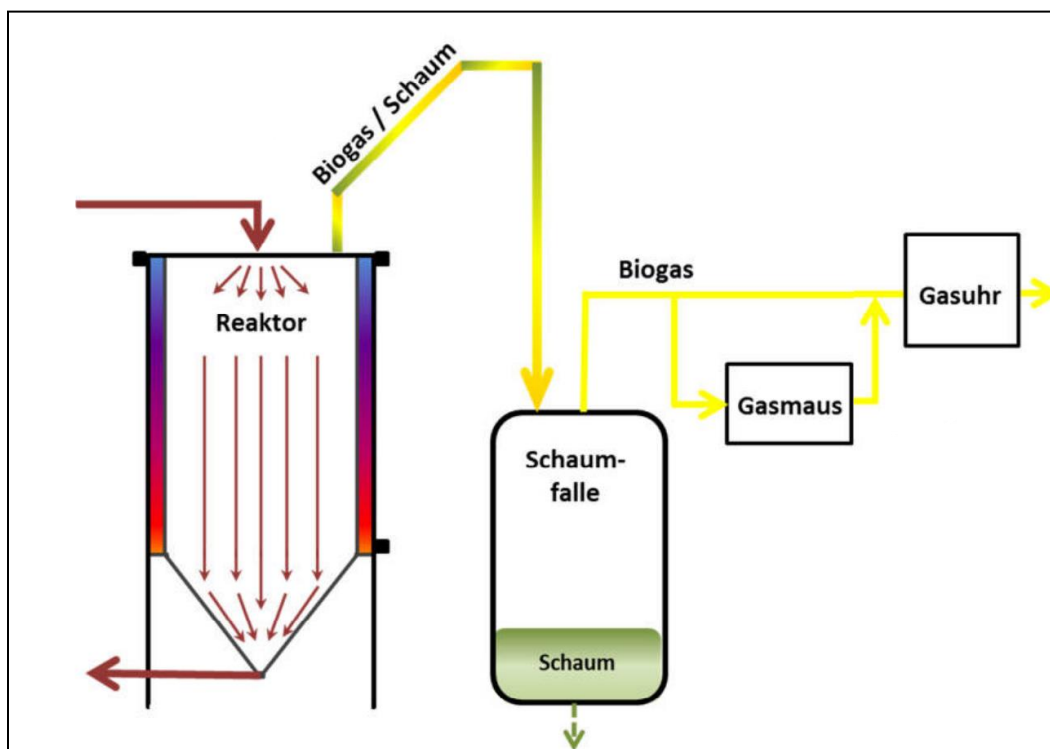 Biogas / Schaum
Reaktor
Biogas
Gasuhr
Gasmaus
Schaum-
falle
Schaum